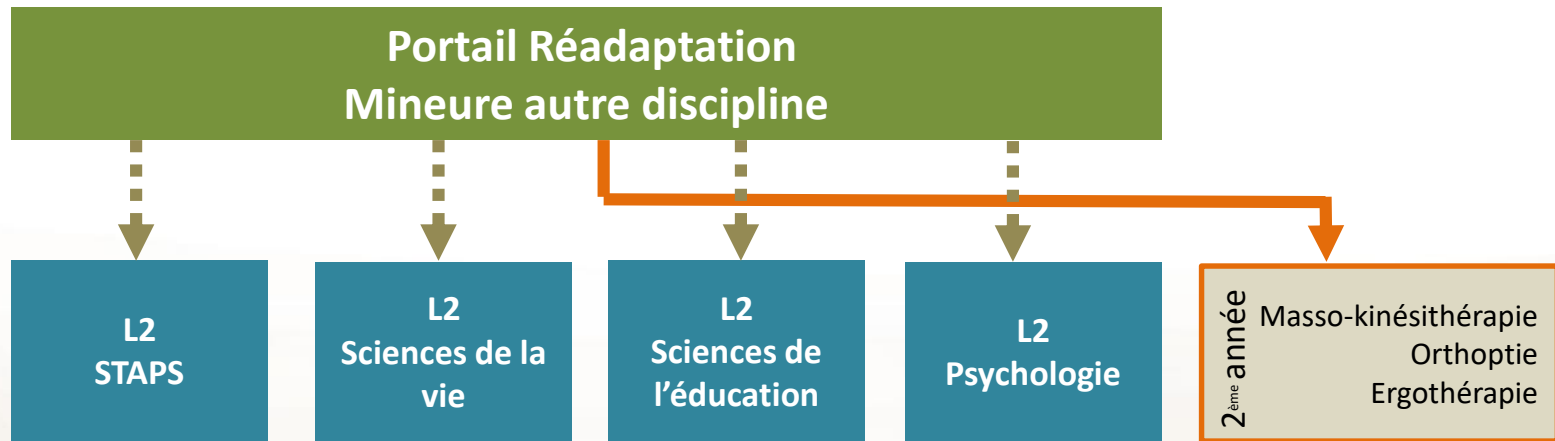 Portail Réadaptation
Mineure autre discipline
L2
STAPS
L2
Sciences de la
vie
L2
Sciences de
l’éducation
L2
Psychologie
2ème année
Masso-kinésithérapie
Orthoptie
Ergothérapie